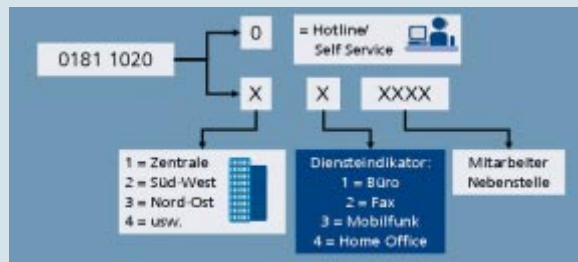 0181 1020
0
= Hotline/
Self Service
X
X
XXXX
1 = Zentrale
2 = Süd-West
3 = Nord-Ost
4 = usw.
Diensteindikator:
1 = Büro
2 = Fax
3 = Mobilfunk
4 = Home Office
Mitarbeiter
Nebenstelle